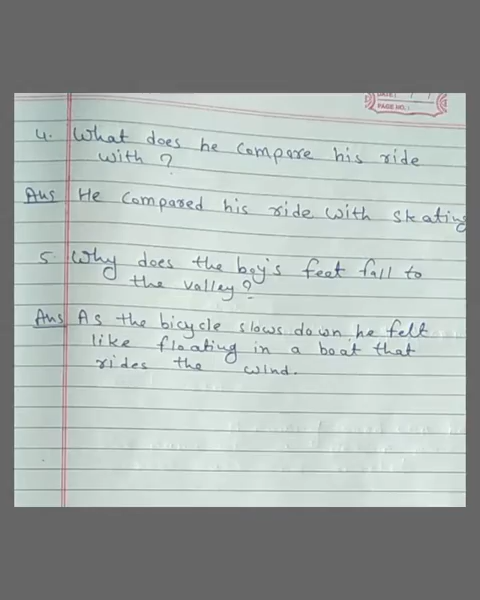 DATE: / /
PAGE NO.:
4. What does he compare his ride
with ?
Ans He compared his ride with skating
5. Why does the boy's feet fall to
the valley?
Ans As the bicycle slows down he felt
like floating in a boat that
rides the wind.